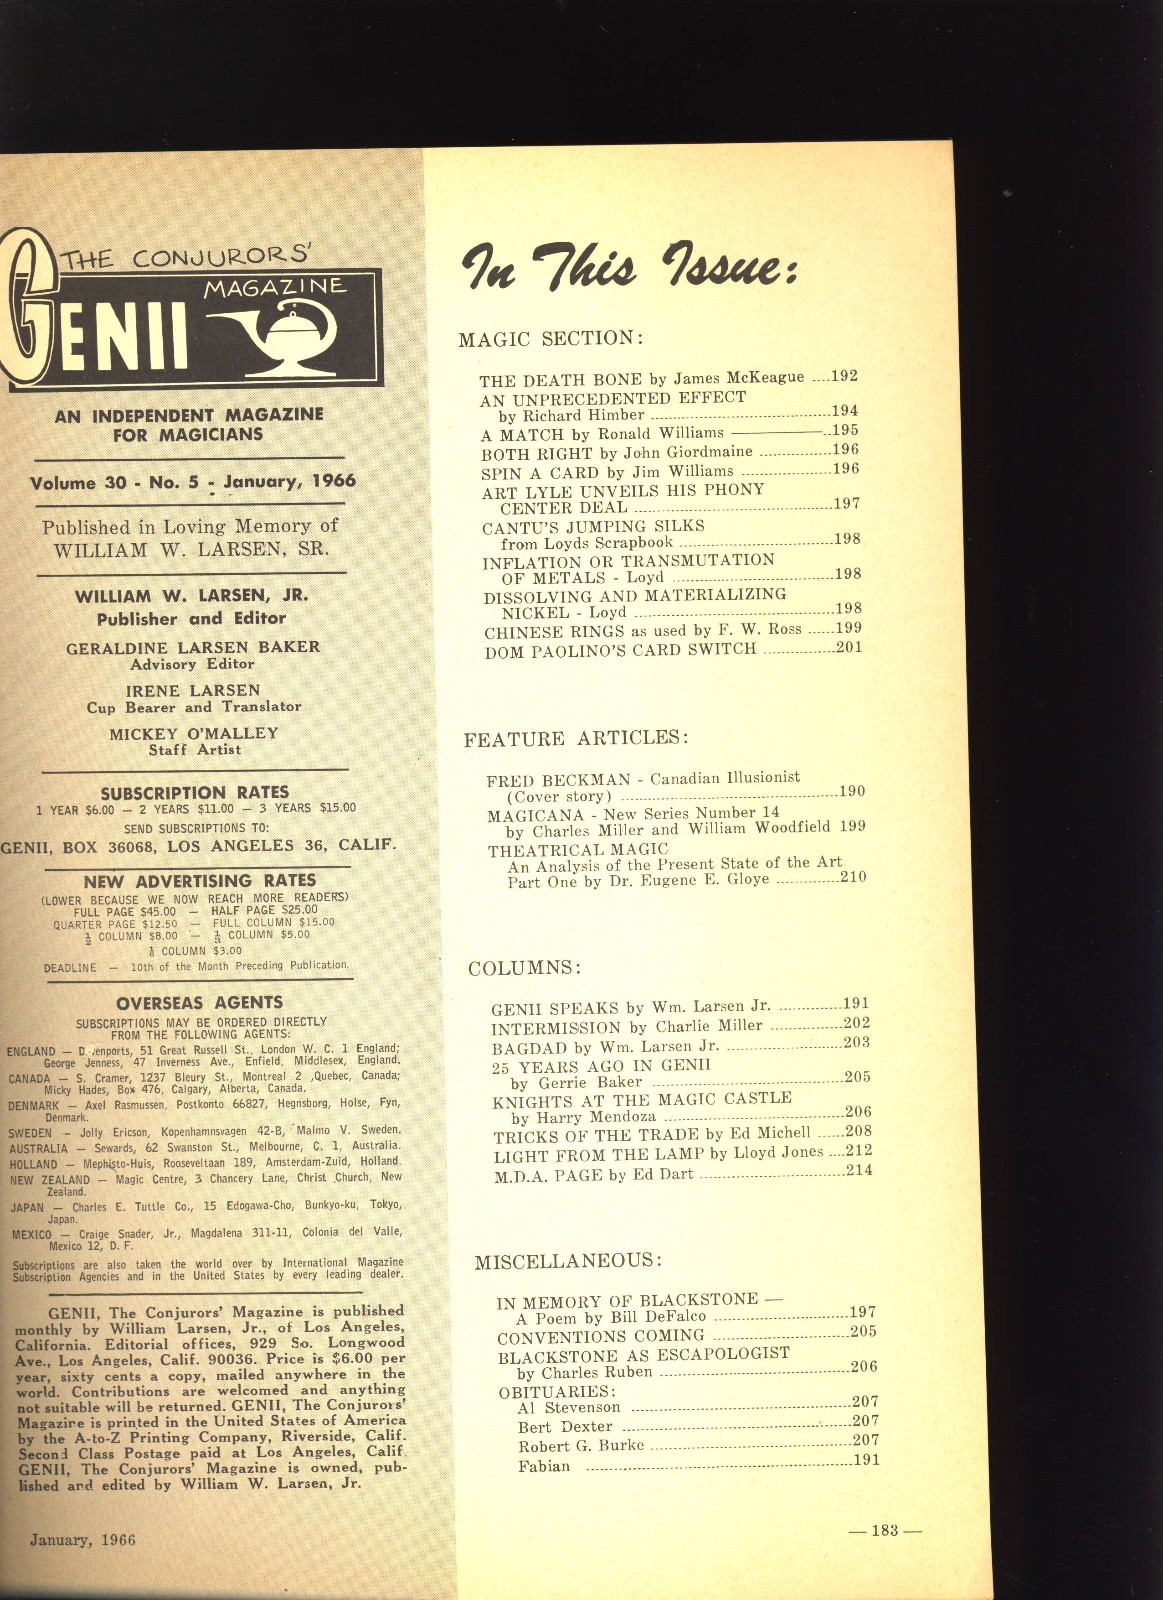 THE CONJURORS'
GENII MAGAZINE
AN INDEPENDENT MAGAZINE
FOR MAGICIANS
Volume 30 - No. 5 - January, 1966
Published in Loving Memory of
WILLIAM W. LARSEN, SR.
WILLIAM W. LARSEN, JR.
Publisher and Editor
GERALDINE LARSEN BAKER
Advisory Editor
IRENE LARSEN
Cup Bearer and Translator
MICKEY O'MALLEY
Staff Artist
SUBSCRIPTION RATES
1 YEAR $6.00 — 2 YEARS $11.00 — 3 YEARS $15.00
SEND SUBSCRIPTIONS TO:
GENII, BOX 36068, LOS ANGELES 36, CALIF.
NEW ADVERTISING RATES
(LOWER BECAUSE WE NOW REACH MORE READERS)
FULL PAGE $45.00 — HALF PAGE $25.00
QUARTER PAGE $12.50 — FULL COLUMN $15.00
½ COLUMN $8.00 — COLUMN $5.00
COLUMN $3.00
DEADLINE — 10th of the Month Preceding Publication.
OVERSEAS AGENTS
SUBSCRIPTIONS MAY BE ORDERED DIRECTLY
FROM THE FOLLOWING AGENTS:
ENGLAND — Davenports, 51 Great Russell St., London W. C. 1 England;
George Jenness, 47 Inverness Ave., Enfield, Middlesex, England.
CANADA — S. Cramer, 1237 Bleury St., Montreal 2 ,Quebec, Canada;
Micky Hades, Box 476, Calgary, Alberta, Canada.
DENMARK — Axel Rasmussen, Postkonto 66827, Hegnsborg, Holse, Fyn,
Denmark.
SWEDEN — Jolly Ericson, Kopenhamnsvagen 42-B, Malmo V. Sweden.
AUSTRALIA — Sewards, 62 Swanston St., Melbourne, C. 1, Australia.
HOLLAND — Mephisto-Huis, Rooseveltaan 189, Amsterdam-Zuid, Holland.
NEW ZEALAND — Magic Centre, 3 Chancery Lane, Christ Church, New
Zealand.
JAPAN — Charles E. Tuttle Co., 15 Edogawa-Cho, Bunkyo-ku, Tokyo,
Japan.
MEXICO — Craige Snader, Jr., Magdalena 311-11, Colonia del Valle,
Mexico 12, D. F.
Subscriptions are also taken the world over by International Magazine
Subscription Agencies and in the United States by every leading dealer.
GENII, The Conjurors' Magazine is published
monthly by William Larsen, Jr., of Los Angeles,
California. Editorial offices, 929 So. Longwood
Ave., Los Angeles, Calif. 90036. Price is $6.00 per
year, sixty cents a copy, mailed anywhere in the
world. Contributions are welcomed and anything
not suitable will be returned. GENII, The Conjurors'
Magazine is printed in the United States of America
by the A-to-Z Printing Company, Riverside, Calif.
Second Class Postage paid at Los Angeles, Calif.
GENII, The Conjurors' Magazine is owned, pub-
lished and edited by William W. Larsen, Jr.
January, 1966
In This Issue:
MAGIC SECTION:
THE DEATH BONE by James McKeague ....192
AN UNPRECEDENTED EFFECT
by Richard Himber ....194
A MATCH by Ronald Williams ————..195
BOTH RIGHT by John Giordmaine ....196
SPIN A CARD by Jim Williams ....196
ART LYLE UNVEILS HIS PHONY
CENTER DEAL ....197
CANTU'S JUMPING SILKS
from Loyds Scrapbook ....198
INFLATION OR TRANSMUTATION
OF METALS - Loyd ....198
DISSOLVING AND MATERIALIZING
NICKEL - Loyd ....198
CHINESE RINGS as used by F. W. Ross ......199
DOM PAOLINO'S CARD SWITCH ....201
FEATURE ARTICLES:
FRED BECKMAN - Canadian Illusionist
(Cover story) ....190
MAGICANA - New Series Number 14
by Charles Miller and William Woodfield 199
THEATRICAL MAGIC
An Analysis of the Present State of the Art
Part One by Dr. Eugene E. Gloye ....210
COLUMNS:
GENII SPEAKS by Wm. Larsen Jr. ....191
INTERMISSION by Charlie Miller ....202
BAGDAD by Wm. Larsen Jr. ....203
25 YEARS AGO IN GENII
by Gerrie Baker ....205
KNIGHTS AT THE MAGIC CASTLE
by Harry Mendoza ....206
TRICKS OF THE TRADE by Ed Michell ......208
LIGHT FROM THE LAMP by Lloyd Jones ....212
M.D.A. PAGE by Ed Dart ....214
MISCELLANEOUS:
IN MEMORY OF BLACKSTONE —
A Poem by Bill DeFalco ....197
CONVENTIONS COMING ....205
BLACKSTONE AS ESCAPOLOGIST
by Charles Ruben ....206
OBITUARIES:
Al Stevenson ....207
Bert Dexter ....207
Robert G. Burke ....207
Fabian ....191
— 183 —